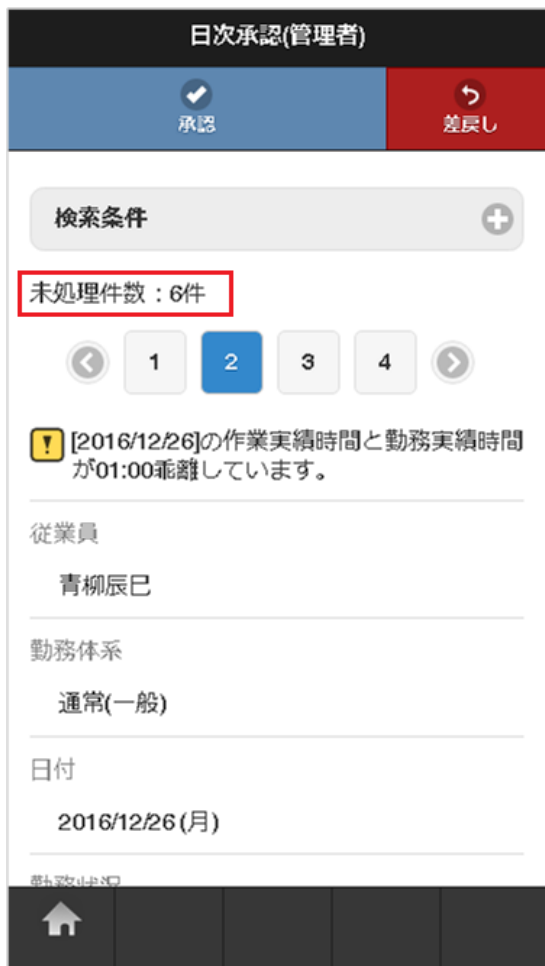 日次承認(管理者)
承認
差戻し
検索条件
未処理件数：6件
1 2 3 4
[2016/12/26]の作業実績時間と勤務実績時間
が01:00乖離しています。
従業員
青柳辰巳
勤務体系
通常(一般)
日付
2016/12/26 (月)
勤務状況